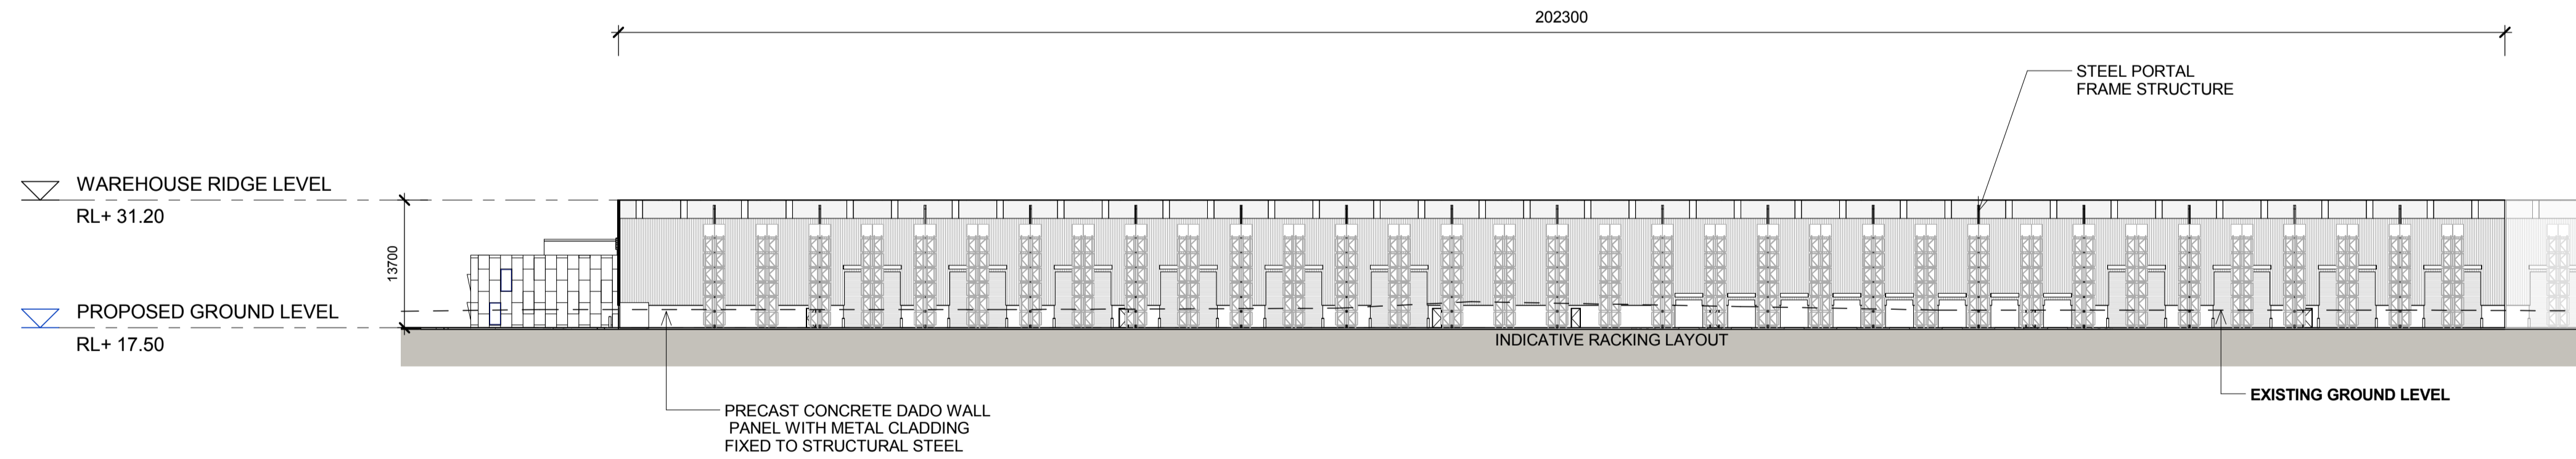 202300
STEEL PORTAL
FRAME STRUCTURE
WAREHOUSE RIDGE LEVEL
RL+ 31.20
13700
PROPOSED GROUND LEVEL
RL+ 17.50
INDICATIVE RACKING LAYOUT
EXISTING GROUND LEVEL
PRECAST CONCRETE DADO WALL
PANEL WITH METAL CLADDING
FIXED TO STRUCTURAL STEEL